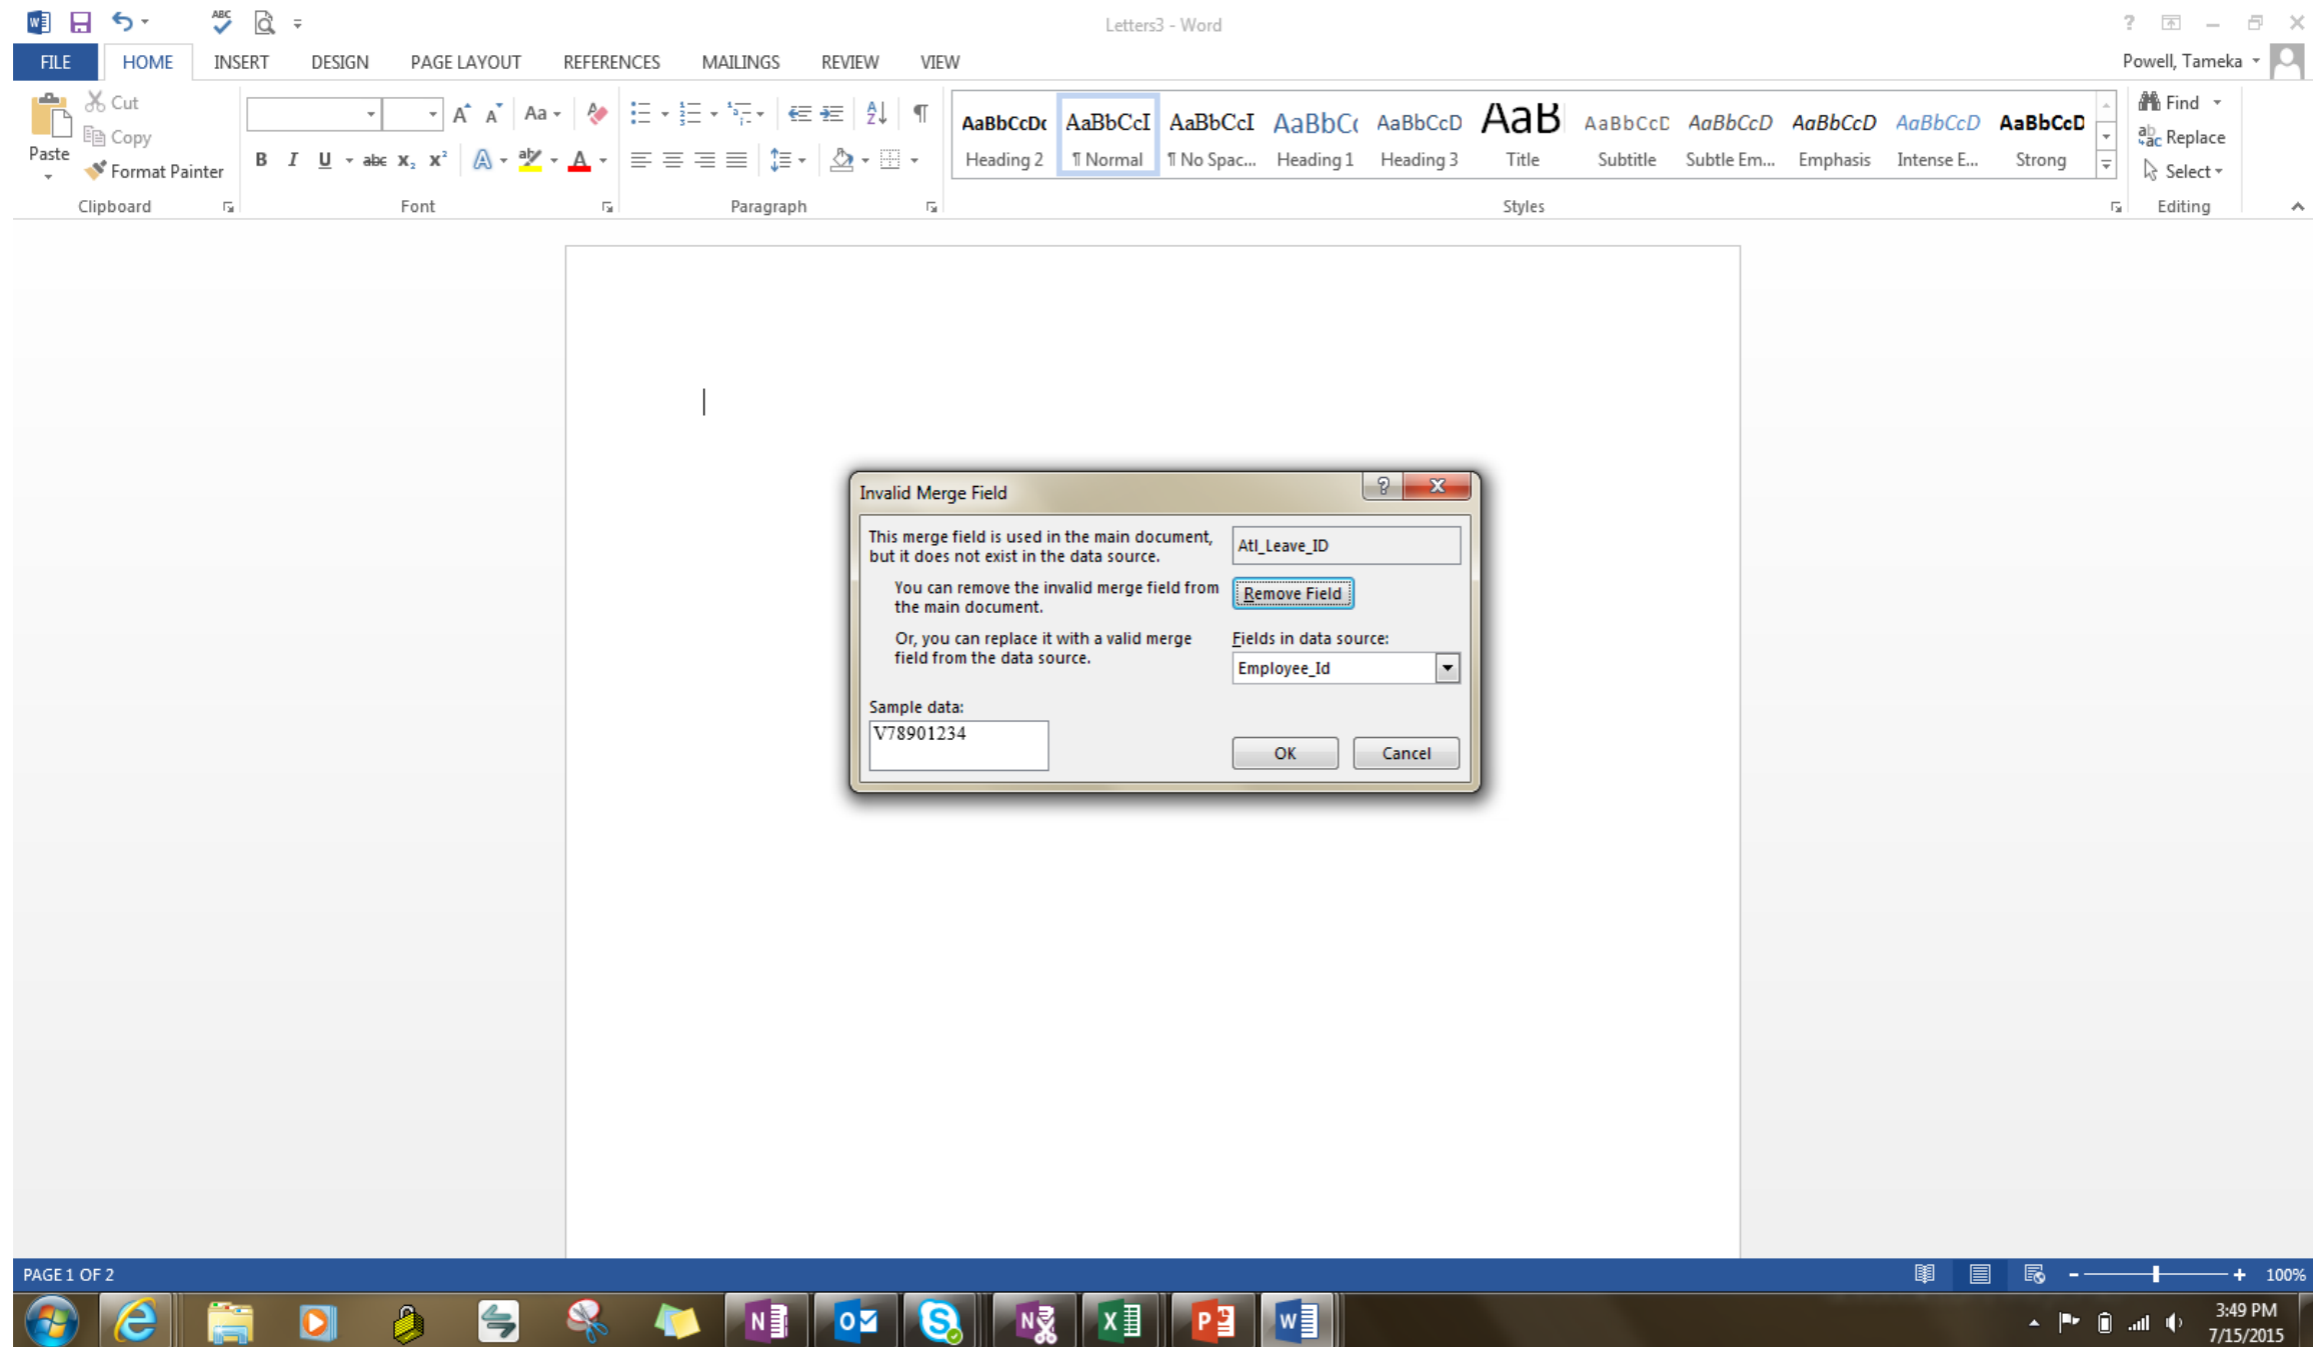 Letters3 - Word
FILE HOME INSERT DESIGN PAGE LAYOUT REFERENCES MAILINGS REVIEW VIEW
Powell, Tameka
Paste
Cut
Copy
Format Painter
Clipboard
Aa
B I U abc x₂ x²
A
Font
Paragraph
AaBbCcDc AaBbCcI AaBbCcI AaBbCc AaBbCcD AaB AaBbCcD AaBbCcD AaBbCcD AaBbCcD AaBbCcD
Heading 2 ¶ Normal ¶ No Spac... Heading 1 Heading 3 Title Subtitle Subtle Em... Emphasis Intense E... Strong
Styles
Find
Replace
Select
Editing
Invalid Merge Field
This merge field is used in the main document,
but it does not exist in the data source.
Atl_Leave_ID
You can remove the invalid merge field from
the main document.
Remove Field
Or, you can replace it with a valid merge
field from the data source.
Fields in data source:
Employee_Id
Sample data:
V78901234
OK Cancel
PAGE 1 OF 2
100%
3:49 PM
7/15/2015